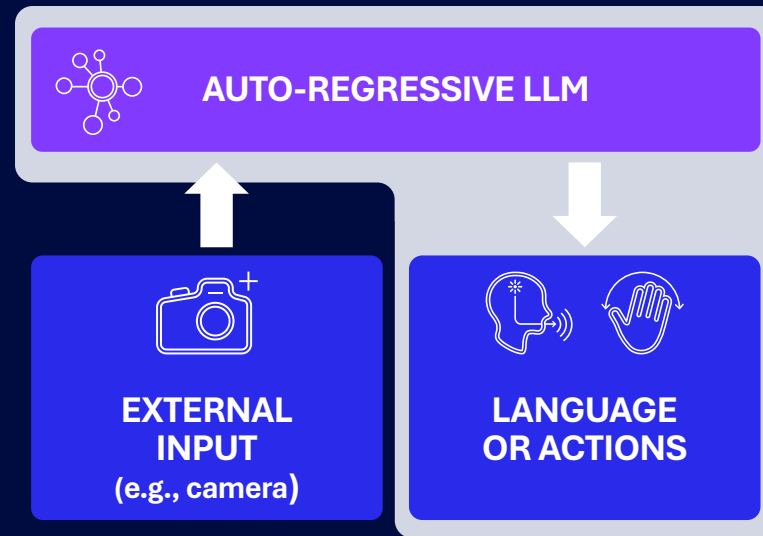 AUTO-REGRESSIVE LLM
EXTERNAL
INPUT
(e.g., camera)
LANGUAGE
OR ACTIONS